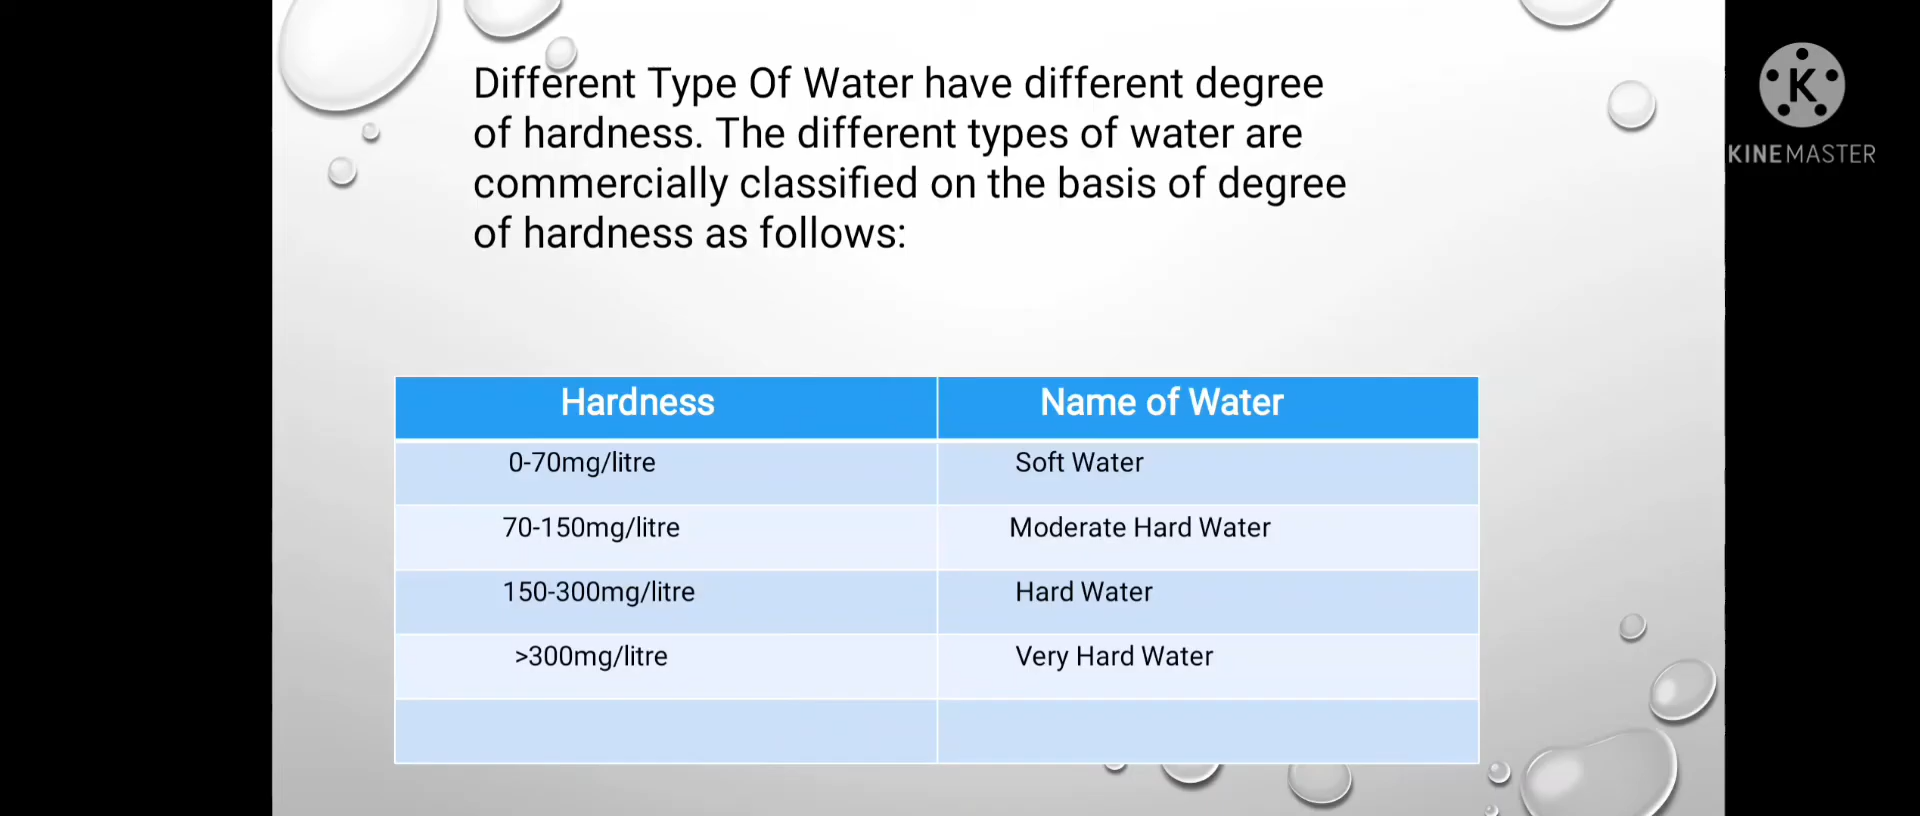 Different Type Of Water have different degree
of hardness. The different types of water are
commercially classified on the basis of degree
of hardness as follows:
K
KINEMASTER
Hardness Name of Water
0-70mg/litre Soft Water
70-150mg/litre Moderate Hard Water
150-300mg/litre Hard Water
>300mg/litre Very Hard Water